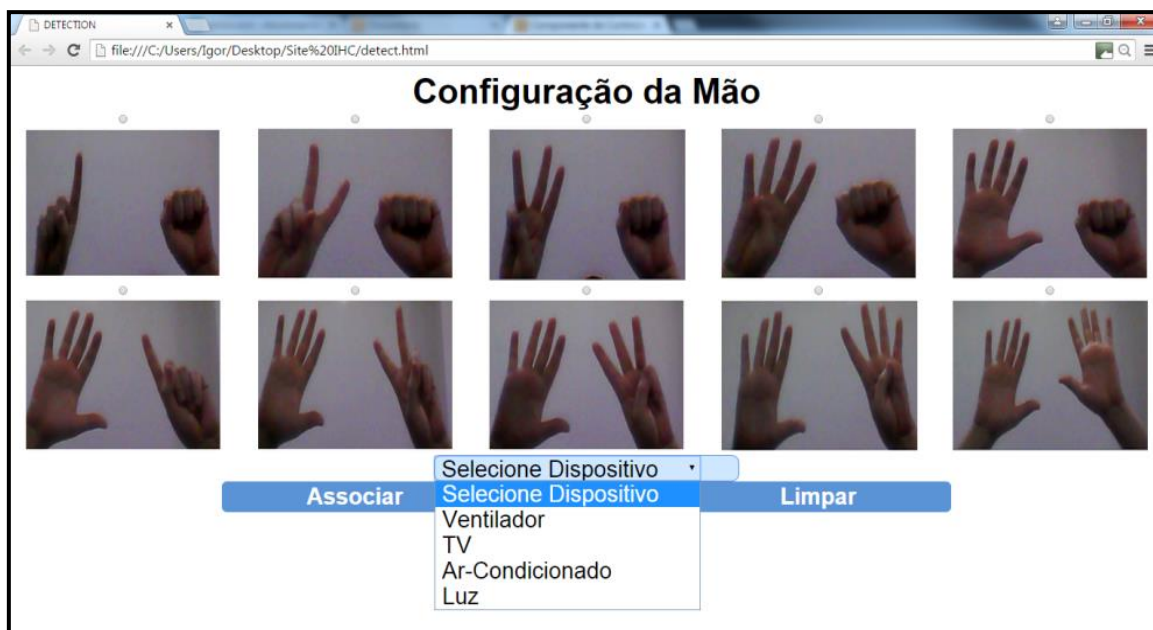 DETECTION
file:///C:/Users/Igor/Desktop/Site%20IHC/detect.html
Configuração da Mão
Selecione Dispositivo
Associar
Limpar
Selecione Dispositivo
Ventilador
TV
Ar-Condicionado
Luz